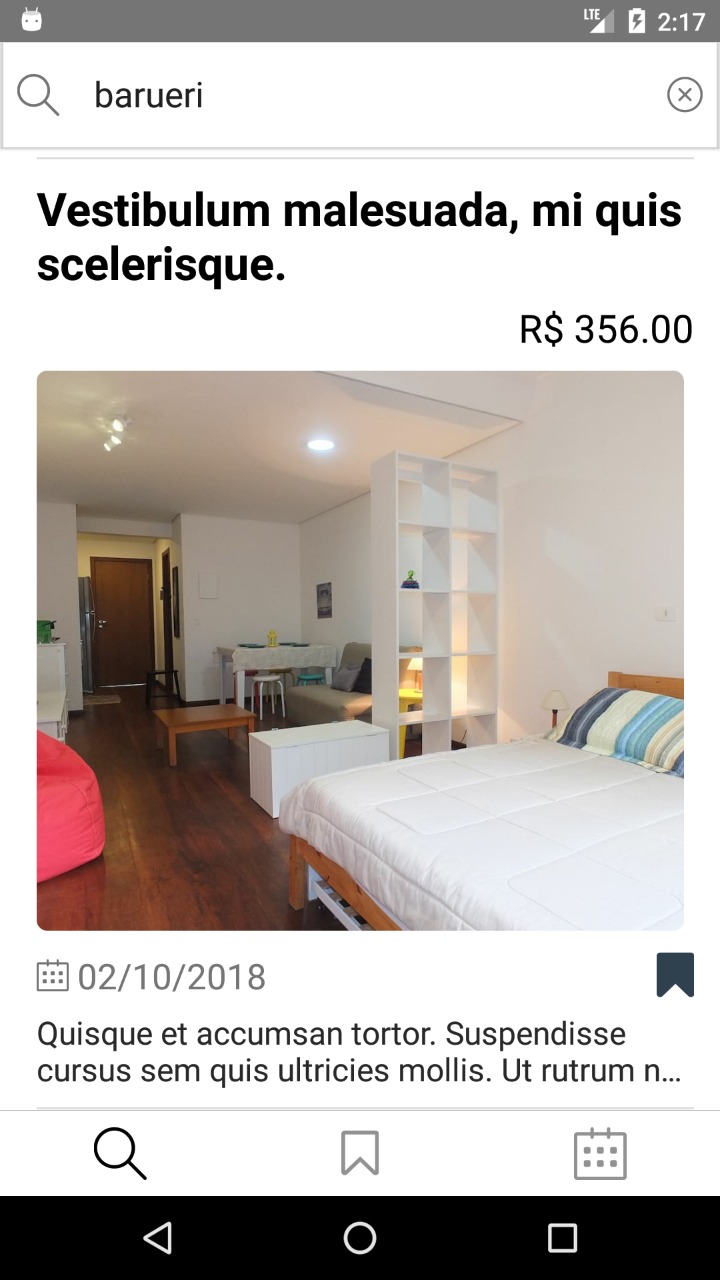 LTE 2:17
barueri
Vestibulum malesuada, mi quis
scelerisque.
R$ 356.00
02/10/2018
Quisque et accumsan tortor. Suspendisse
cursus sem quis ultricies mollis. Ut rutrum n...